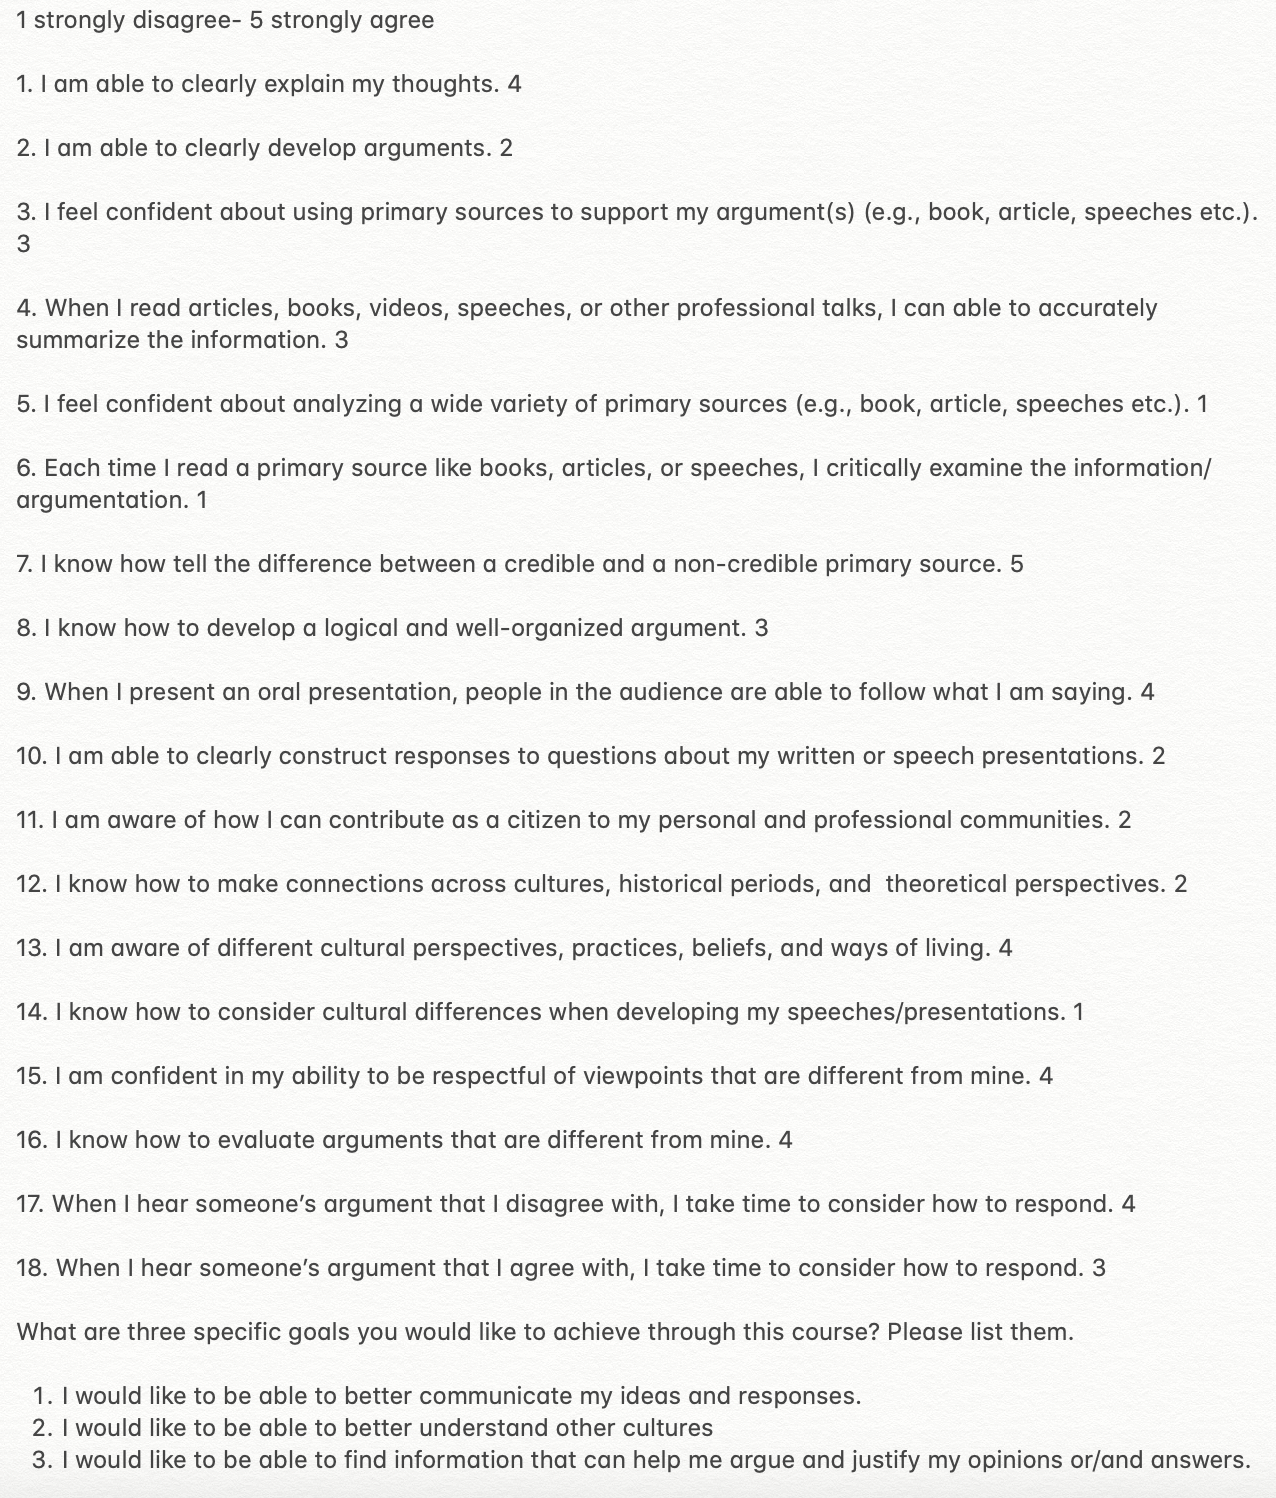 1 strongly disagree- 5 strongly agree
1. I am able to clearly explain my thoughts. 4
2. I am able to clearly develop arguments. 2
3. I feel confident about using primary sources to support my argument(s) (e.g., book, article, speeches etc.).
3
4. When I read articles, books, videos, speeches, or other professional talks, I can able to accurately
summarize the information. 3
5. I feel confident about analyzing a wide variety of primary sources (e.g., book, article, speeches etc.). 1
6. Each time I read a primary source like books, articles, or speeches, I critically examine the information/
argumentation. 1
7. I know how tell the difference between a credible and a non-credible primary source. 5
8. I know how to develop a logical and well-organized argument. 3
9. When I present an oral presentation, people in the audience are able to follow what I am saying. 4
10. I am able to clearly construct responses to questions about my written or speech presentations. 2
11. I am aware of how I can contribute as a citizen to my personal and professional communities. 2
12. I know how to make connections across cultures, historical periods, and  theoretical perspectives. 2
13. I am aware of different cultural perspectives, practices, beliefs, and ways of living. 4
14. I know how to consider cultural differences when developing my speeches/presentations. 1
15. I am confident in my ability to be respectful of viewpoints that are different from mine. 4
16. I know how to evaluate arguments that are different from mine. 4
17. When I hear someone’s argument that I disagree with, I take time to consider how to respond. 4
18. When I hear someone’s argument that I agree with, I take time to consider how to respond. 3
What are three specific goals you would like to achieve through this course? Please list them.
1. I would like to be able to better communicate my ideas and responses.
2. I would like to be able to better understand other cultures
3. I would like to be able to find information that can help me argue and justify my opinions or/and answers.